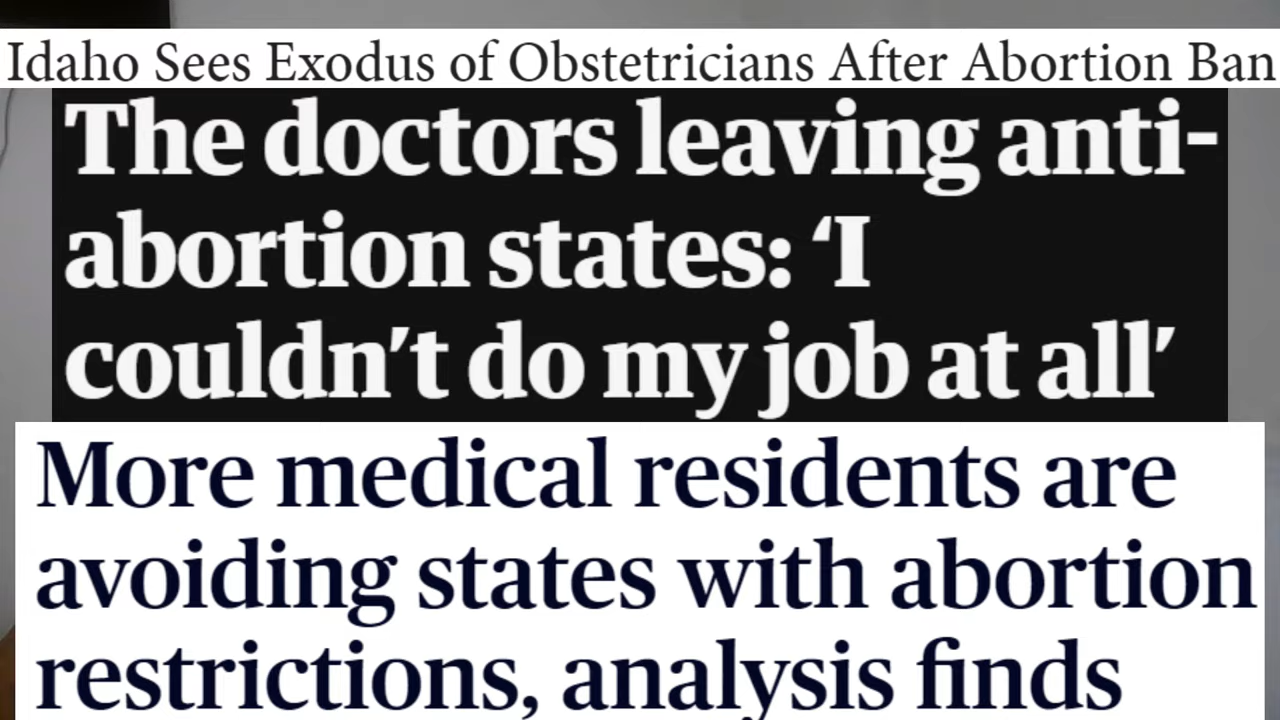 Idaho Sees Exodus of Obstetricians After Abortion Ban
The doctors leaving anti-
abortion states: ‘I
couldn’t do my job at all’
More medical residents are
avoiding states with abortion
restrictions, analysis finds